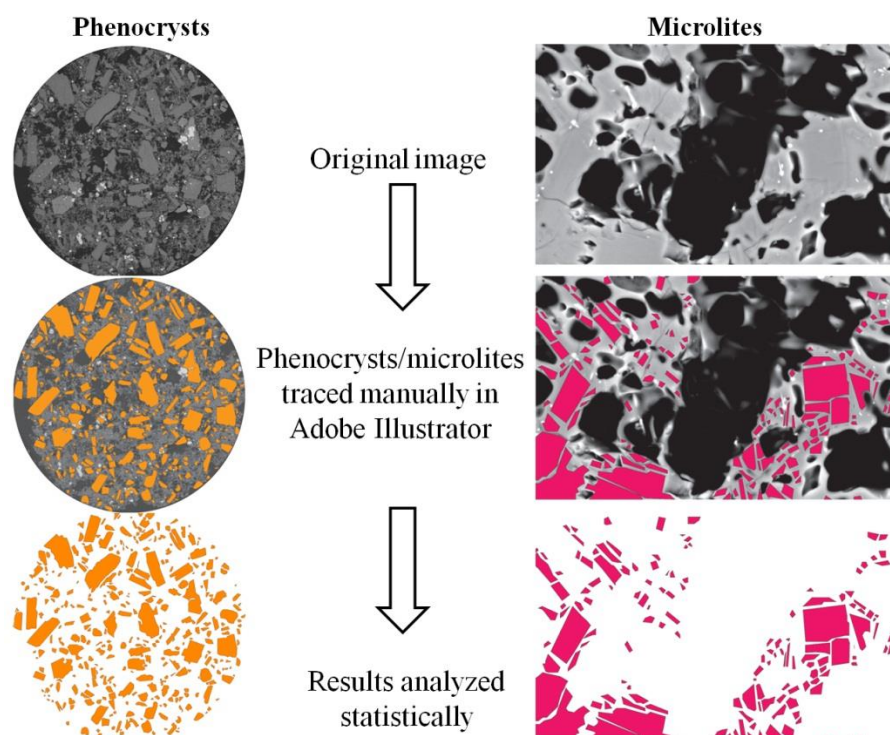 Phenocrysts
Microlites
Original image
Phenocrysts/microlites
traced manually in
Adobe Illustrator
Results analyzed
statistically